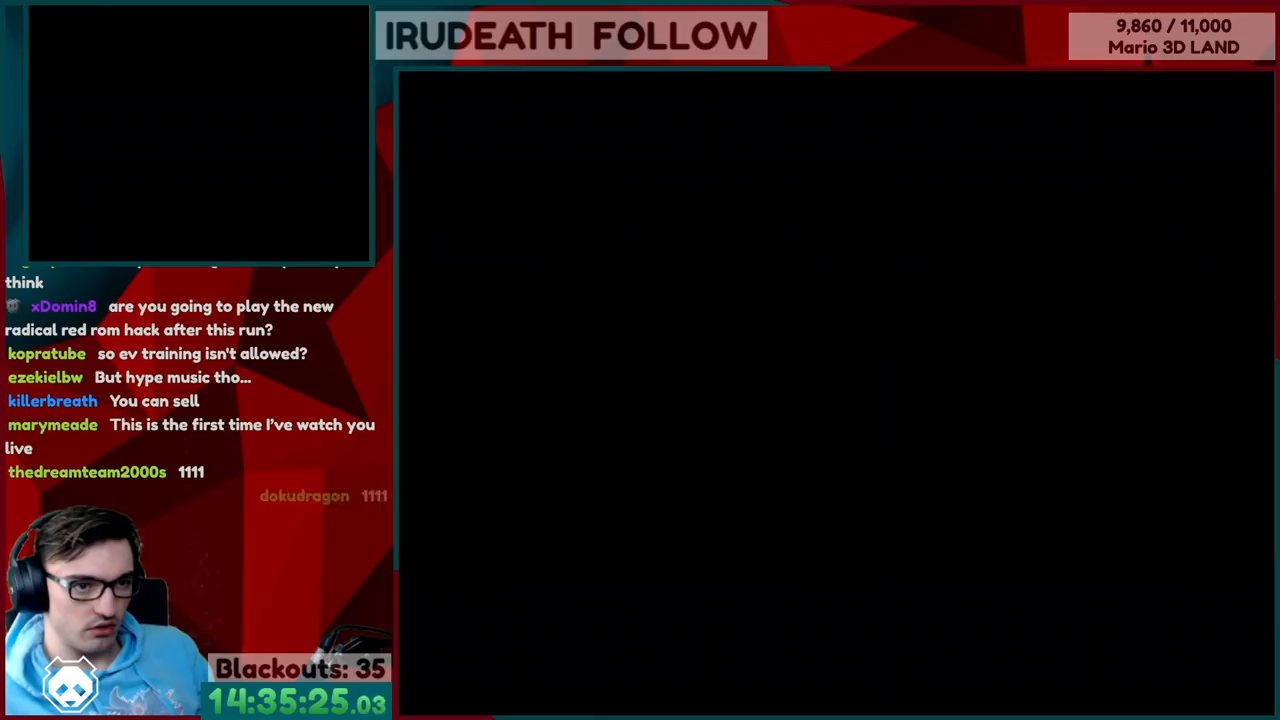 IRUDEATH FOLLOW
9,860 / 11,000
Mario 3D LAND
think
xDomin8 are you going to play the new
radical red rom hack after this run?
kopratube so ev training isn't allowed?
ezekielbw But hype music tho...
killerbreath You can sell
marymeade This is the first time I've watch you
live
thedreamteam2000s 1111
dokudragon 1111
Blackouts: 35
14:35:25.03